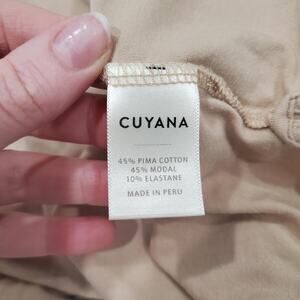 CUYANA
45% PIMA COTTON
45% MODAL
10% ELASTANE
MADE IN PERU